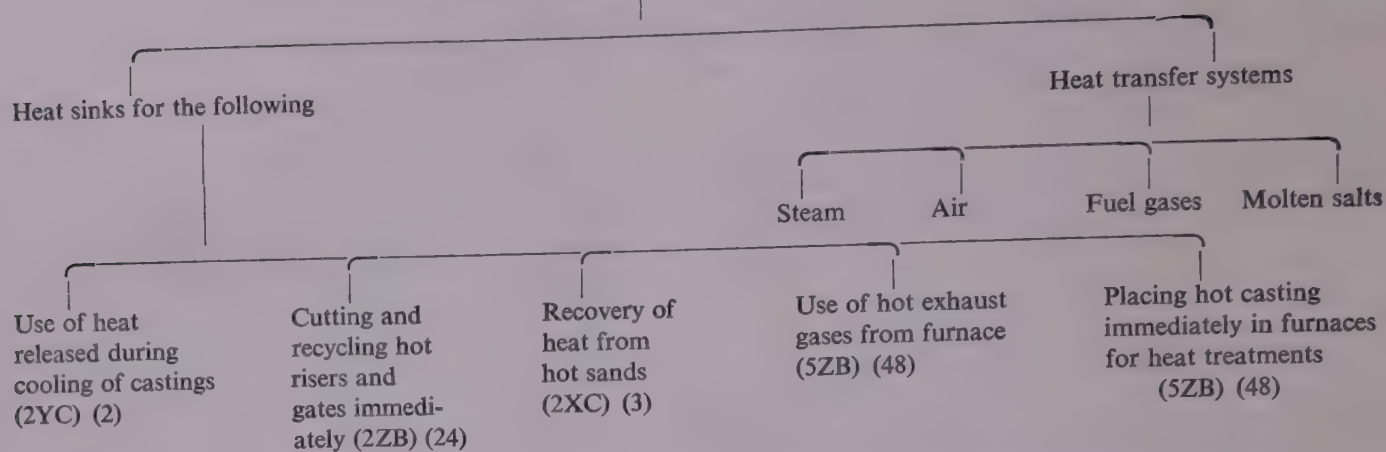 Heat sinks for the following
Heat transfer systems
Steam
Air
Fuel gases
Molten salts
Use of heat
released during
cooling of castings
(2YC) (2)
Cutting and
recycling hot
risers and
gates immedi-
ately (2ZB) (24)
Recovery of
heat from
hot sands
(2XC) (3)
Use of hot exhaust
gases from furnace
(5ZB) (48)
Placing hot casting
immediately in furnaces
for heat treatments
(5ZB) (48)